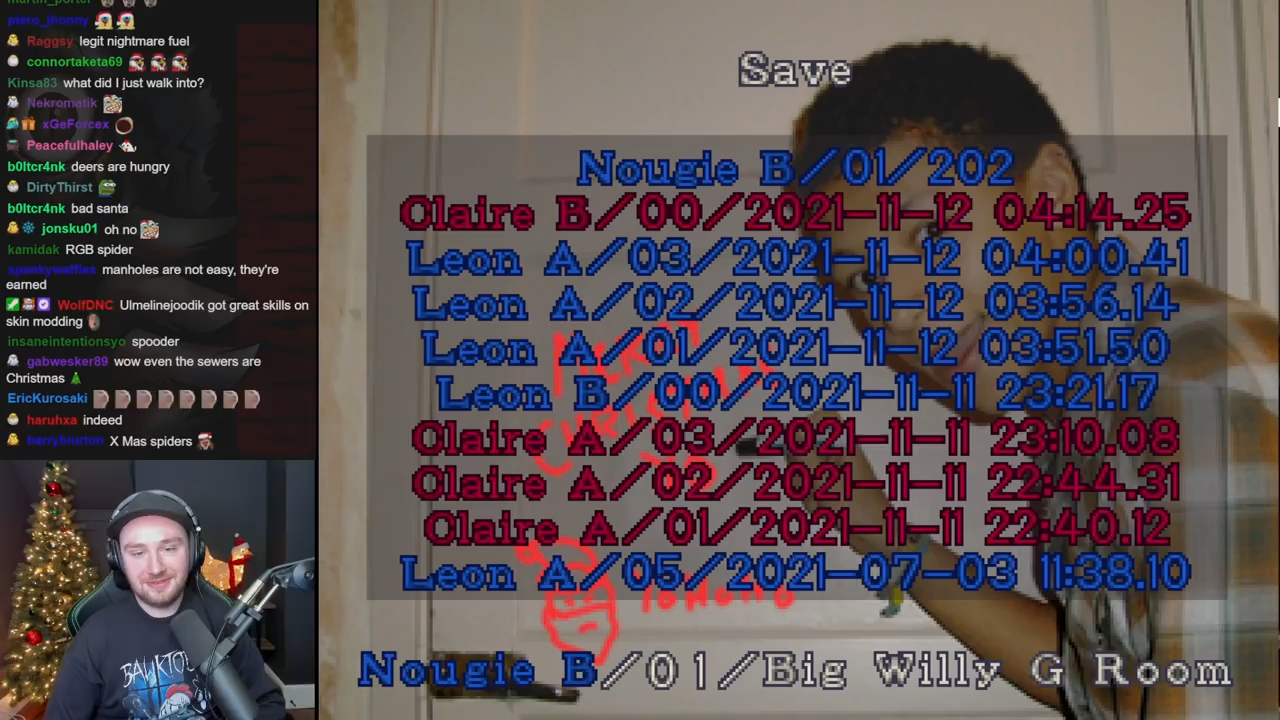 martin_porter
piero_jhonny
Raggsy legit nightmare fuel
connortaketa69
Kinsa83 what did I just walk into?
Nekromatik
xGeForcex
Peacefulhaley
b0ltcr4nk deers are hungry
DirtyThirst
b0ltcr4nk bad santa
jonsku01 oh no
kamidak RGB spider
spunkywaffles manholes are not easy, they're
earned
WolfDNC Ulmelinejoodik got great skills on
skin modding
insaneintentionsyo spooder
gabwesker89 wow even the sewers are
Christmas
EricKurosaki
haruhxa indeed
harryblurton X Mas spiders
Save
Nougie B/01/202
Claire B/00/2021-11-12 04:14.25
Leon A/03/2021-11-12 04:00.41
Leon A/02/2021-11-12 03:56.14
Leon A/01/2021-11-12 03:51.50
Leon B/00/2021-11-11 23:21.17
Claire A/03/2021-11-11 23:10.08
Claire A/02/2021-11-11 22:44.31
Claire A/01/2021-11-11 22:40.12
Leon A/05/2021-07-03 11:38.10
Nougie B/01/Big Willy G Room